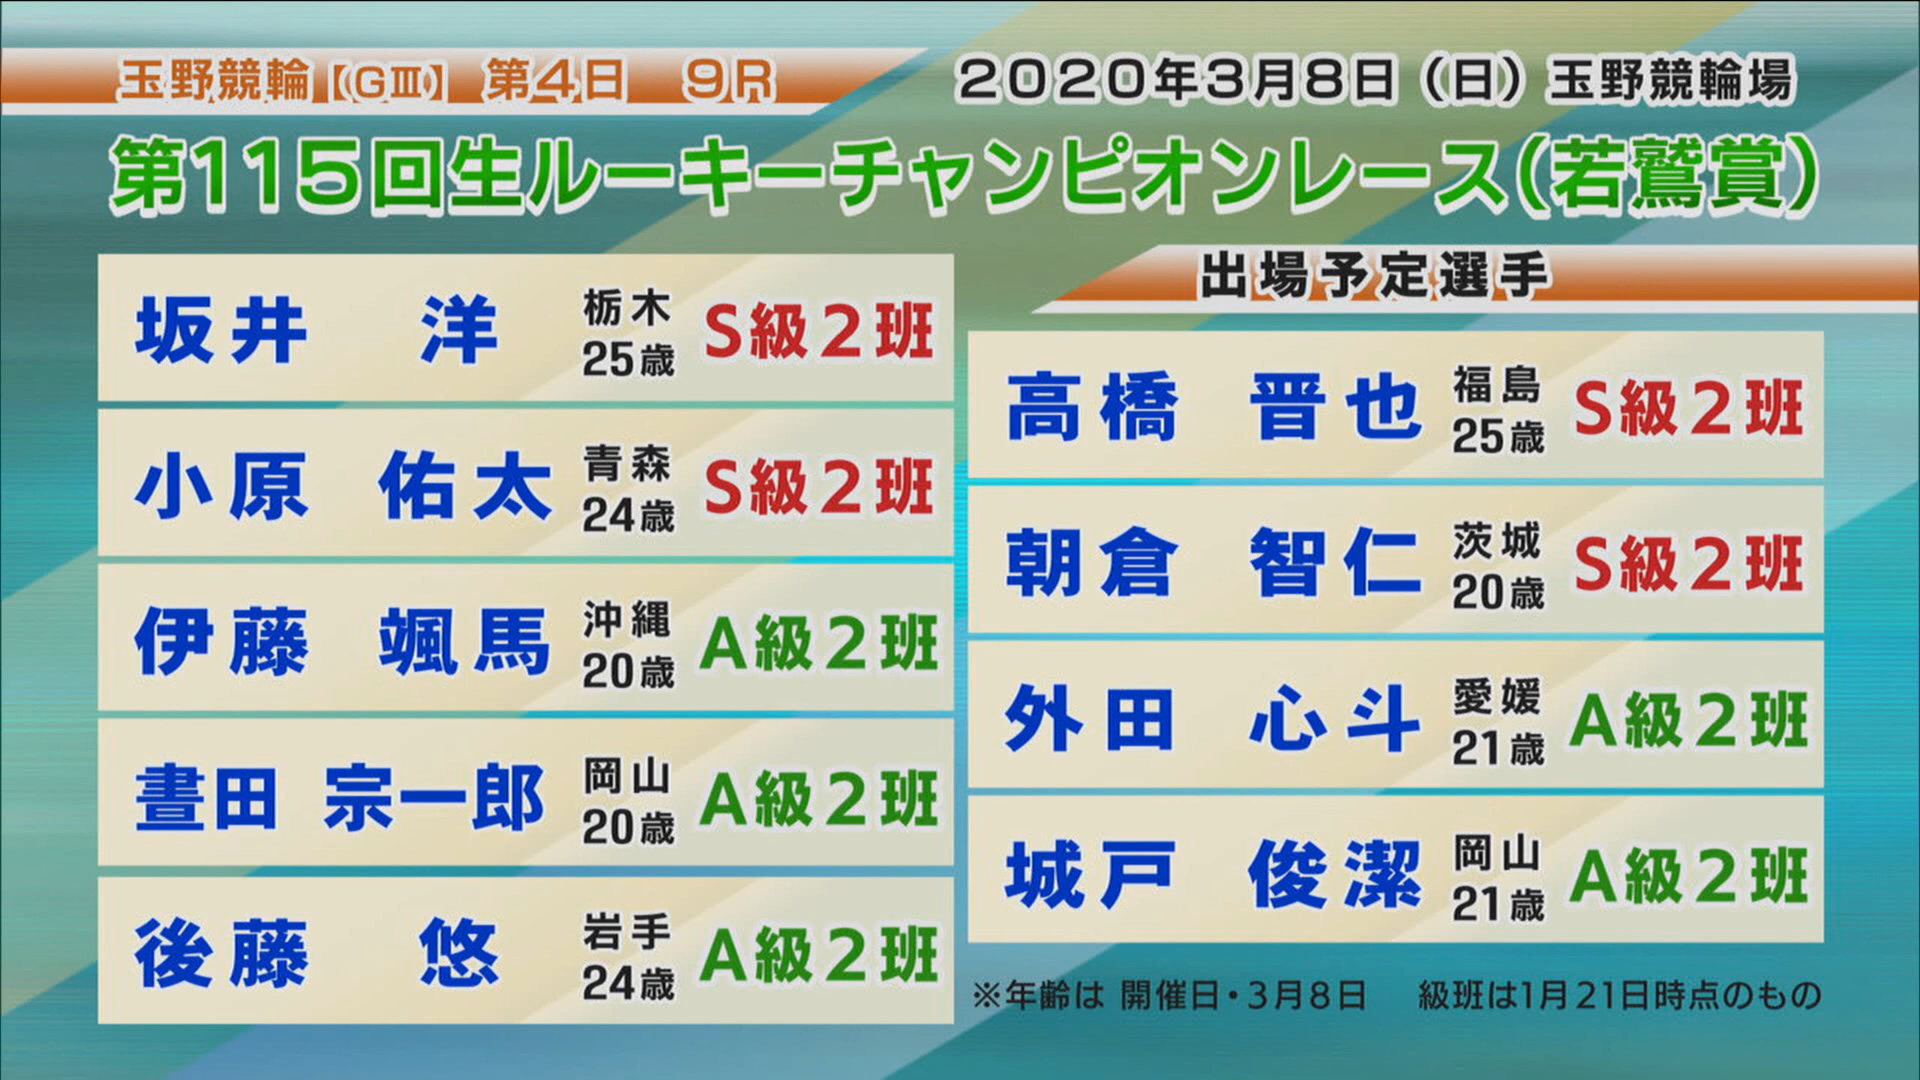 玉野競輪【GⅢ】 第4日 9R
2020年3月8日（日）玉野競輪場
第115回生ルーキーチャンピオンレース（若鷲賞）
出場予定選手
坂井 洋 栃木 25歳 S級2班
小原 佑太 青森 24歳 S級2班
伊藤 颯馬 沖縄 20歳 A級2班
晝田 宗一郎 岡山 20歳 A級2班
後藤 悠 岩手 24歳 A級2班
高橋 晋也 福島 25歳 S級2班
朝倉 智仁 茨城 20歳 S級2班
外田 心斗 愛媛 21歳 A級2班
城戸 俊潔 岡山 21歳 A級2班
※年齢は 開催日・3月8日 級班は1月21日時点のもの